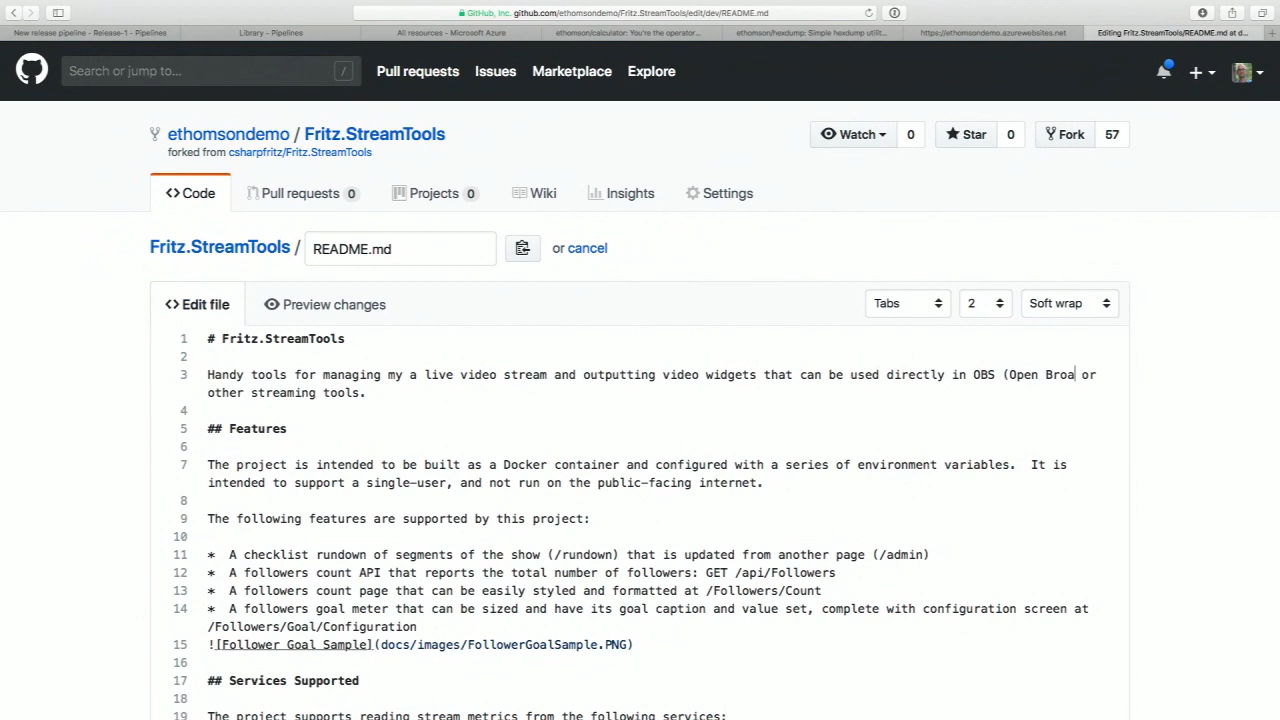 GitHub, Inc. github.com/ethomsondemo/Fritz.StreamTools/edit/dev/README.md
New release pipeline - Release-1 - Pipelines Library - Pipelines All resources - Microsoft Azure ethomson/calculator: You're the operator... ethomson/hexdump: Simple hexdump utilit... https://ethomsondemo.azurewebsites.net Editing Fritz.StreamTools/README.md at d... +
Search or jump to... / Pull requests Issues Marketplace Explore
ethomsondemo / Fritz.StreamTools Watch 0 Star 0 Fork 57
forked from csharpfritz/Fritz.StreamTools
<> Code Pull requests 0 Projects 0 Wiki Insights Settings
Fritz.StreamTools / README.md or cancel
<> Edit file Preview changes Tabs 2 Soft wrap
1 # Fritz.StreamTools
2
3 Handy tools for managing my a live video stream and outputting video widgets that can be used directly in OBS (Open Broa or
other streaming tools.
4
5 ## Features
6
7 The project is intended to be built as a Docker container and configured with a series of environment variables.  It is
intended to support a single-user, and not run on the public-facing internet.
8
9 The following features are supported by this project:
10
11 *  A checklist rundown of segments of the show (/rundown) that is updated from another page (/admin)
12 *  A followers count API that reports the total number of followers: GET /api/Followers
13 *  A followers count page that can be easily styled and formatted at /Followers/Count
14 *  A followers goal meter that can be sized and have its goal caption and value set, complete with configuration screen at
/Followers/Goal/Configuration
15 ![Follower Goal Sample](docs/images/FollowerGoalSample.PNG)
16
17 ## Services Supported
18
19 The project supports reading stream metrics from the following services: